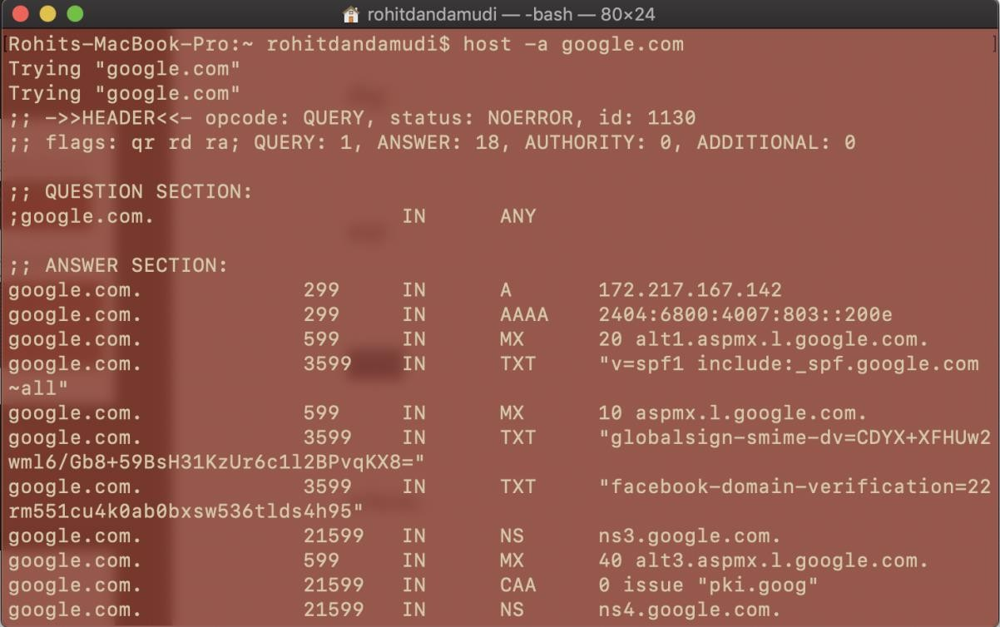 rohitdandamudi — -bash — 80×24
[Rohits-MacBook-Pro:~ rohitdandamudi$ host -a google.com ]
Trying "google.com"
Trying "google.com"
;; ->>HEADER<<- opcode: QUERY, status: NOERROR, id: 1130
;; flags: qr rd ra; QUERY: 1, ANSWER: 18, AUTHORITY: 0, ADDITIONAL: 0
;; QUESTION SECTION:
;google.com. IN ANY
;; ANSWER SECTION:
google.com. 299 IN A 172.217.167.142
google.com. 299 IN AAAA 2404:6800:4007:803::200e
google.com. 599 IN MX 20 alt1.aspmx.l.google.com.
google.com. 3599 IN TXT "v=spf1 include:_spf.google.com
~all"
google.com. 599 IN MX 10 aspmx.l.google.com.
google.com. 3599 IN TXT "globalsign-smime-dv=CDYX+XFHUw2
wml6/Gb8+59BsH31KzUr6c1l2BPvqKX8="
google.com. 3599 IN TXT "facebook-domain-verification=22
rm551cu4k0ab0bxsw536tlds4h95"
google.com. 21599 IN NS ns3.google.com.
google.com. 599 IN MX 40 alt3.aspmx.l.google.com.
google.com. 21599 IN CAA 0 issue "pki.goog"
google.com. 21599 IN NS ns4.google.com.